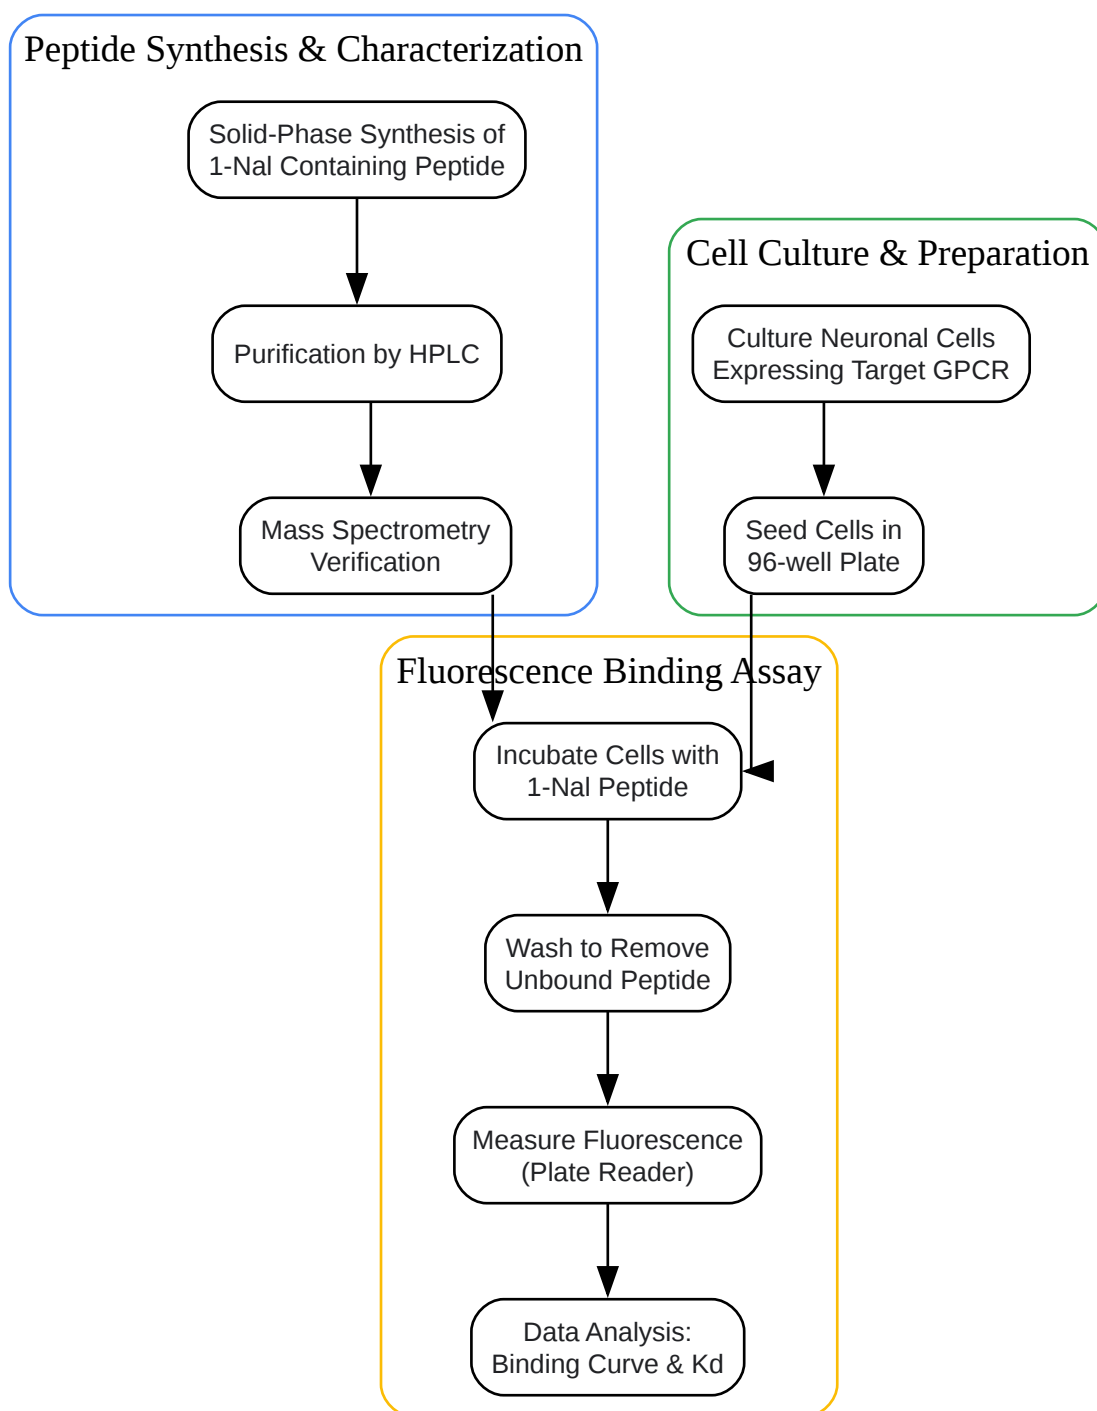 Peptide Synthesis & Characterization
Solid-Phase Synthesis of
1-Nal Containing Peptide
Purification by HPLC
Mass Spectrometry
Verification
Cell Culture & Preparation
Culture Neuronal Cells
Expressing Target GPCR
Seed Cells in
96-well Plate
Fluorescence Binding Assay
Incubate Cells with
1-Nal Peptide
Wash to Remove
Unbound Peptide
Measure Fluorescence
(Plate Reader)
Data Analysis:
Binding Curve & Kd